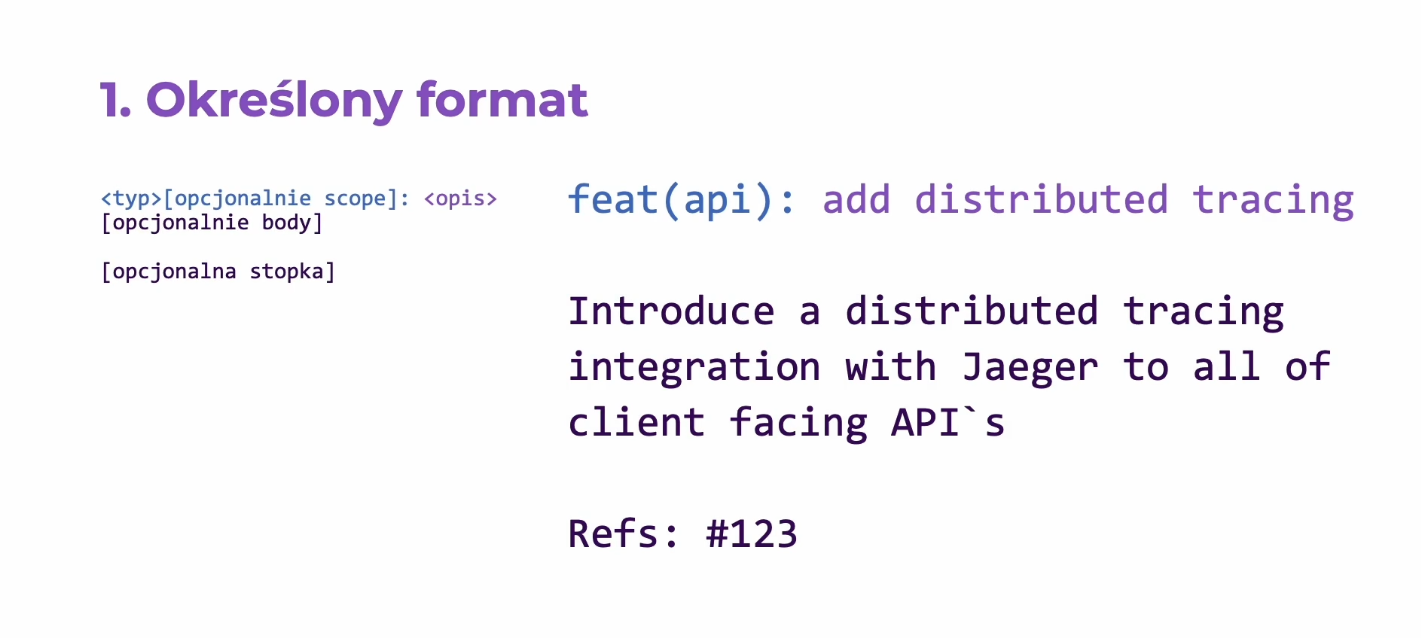 1. Określony format
<typ>[opcjonalnie scope]: <opis>
[opcjonalnie body]
[opcjonalna stopka]
feat(api): add distributed tracing
Introduce a distributed tracing
integration with Jaeger to all of
client facing API`s
Refs: #123